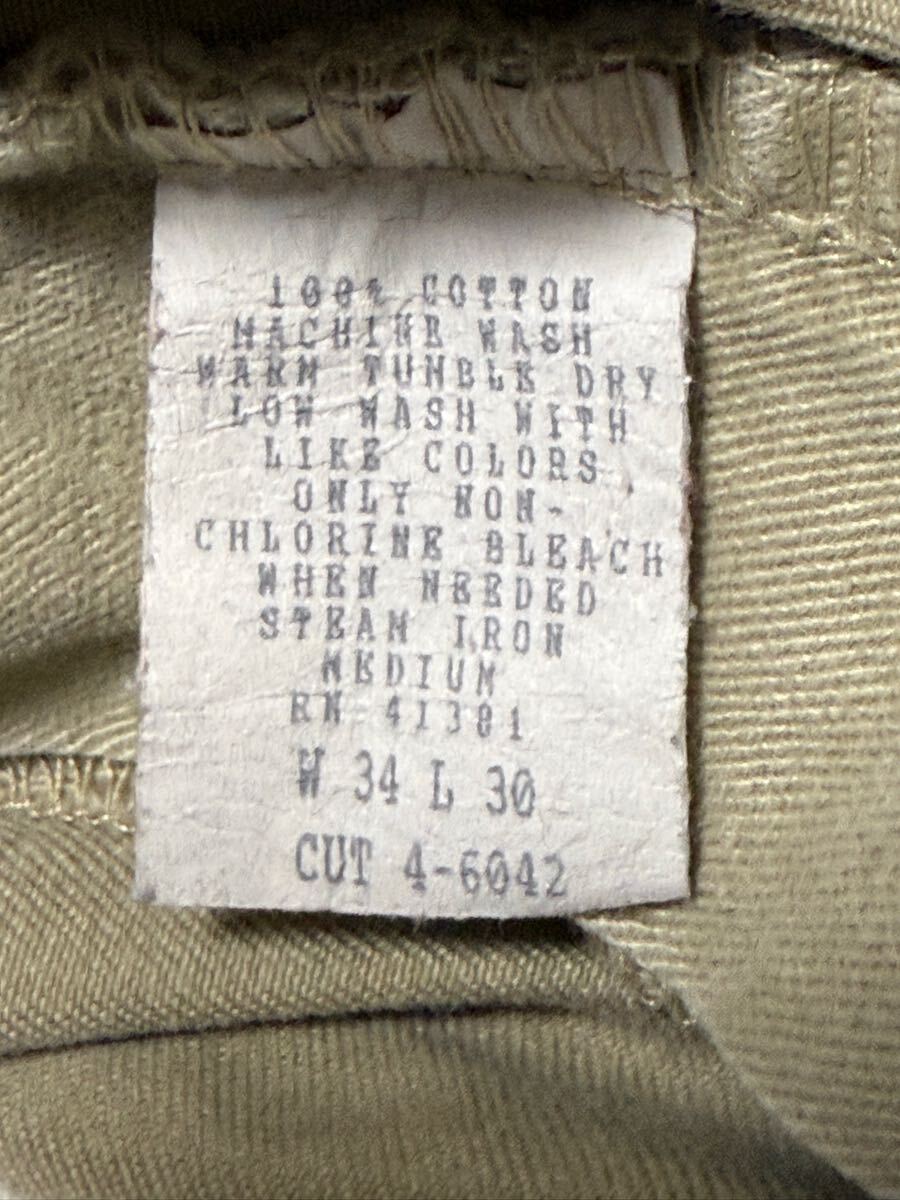 100% COTTON
MACHINE WASH
WARM TUMBLE DRY
LOW WASH WITH
LIKE COLORS
ONLY NON-
CHLORINE BLEACH
WHEN NEEDED
STEAM IRON
MEDIUM
RN 41381
W 34 L 30
CUT 4-6042